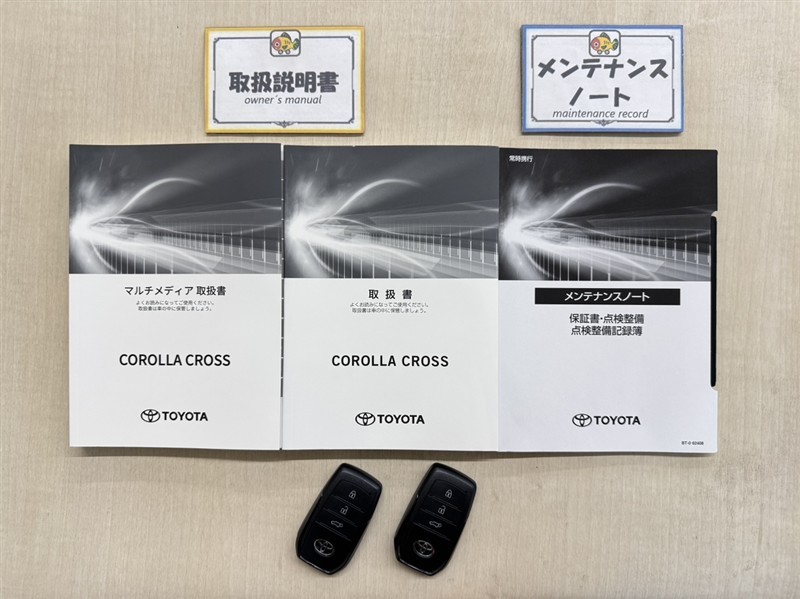 取扱説明書
owner's manual
メンテナンス
ノート
maintenance record
マルチメディア 取扱書
よくお読みになってご使用ください。
取扱書は車の中に保管しましょう。
COROLLA CROSS
TOYOTA
取扱書
よくお読みになってご使用ください。
取扱書は車の中に保管しましょう。
COROLLA CROSS
TOYOTA
常時携行
メンテナンスノート
保証書・点検整備
点検整備記録簿
TOYOTA